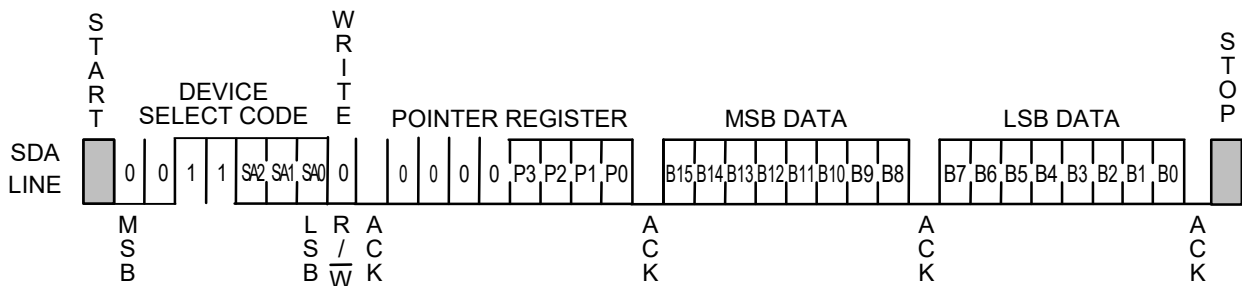 START
WRITE
STOP
DEVICE
SELECT CODE
POINTER REGISTER
MSB DATA
LSB DATA
SDA
LINE
0 0 1 1 SA2 SA1 SA0 0 0 0 0 0 P3 P2 P1 P0 B15 B14 B13 B12 B11 B10 B9 B8 B7 B6 B5 B4 B3 B2 B1 B0
MSB
LSB
R/W̅
ACK
ACK
ACK
ACK